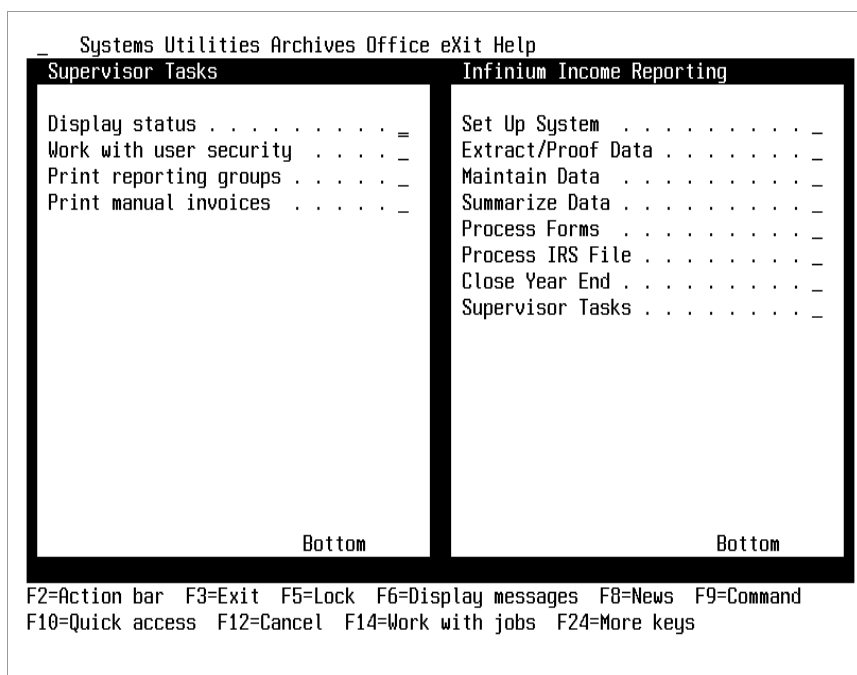 _ Systems Utilities Archives Office eXit Help
Supervisor Tasks
Display status . . . . . . . . . _
Work with user security . . . . _
Print reporting groups . . . . . _
Print manual invoices . . . . . _
Bottom
Infinium Income Reporting
Set Up System . . . . . . . . . _
Extract/Proof Data . . . . . . . _
Maintain Data . . . . . . . . . _
Summarize Data . . . . . . . . . _
Process Forms . . . . . . . . . _
Process IRS File . . . . . . . . _
Close Year End . . . . . . . . . _
Supervisor Tasks . . . . . . . . _
Bottom
F2=Action bar F3=Exit F5=Lock F6=Display messages F8=News F9=Command
F10=Quick access F12=Cancel F14=Work with jobs F24=More keys